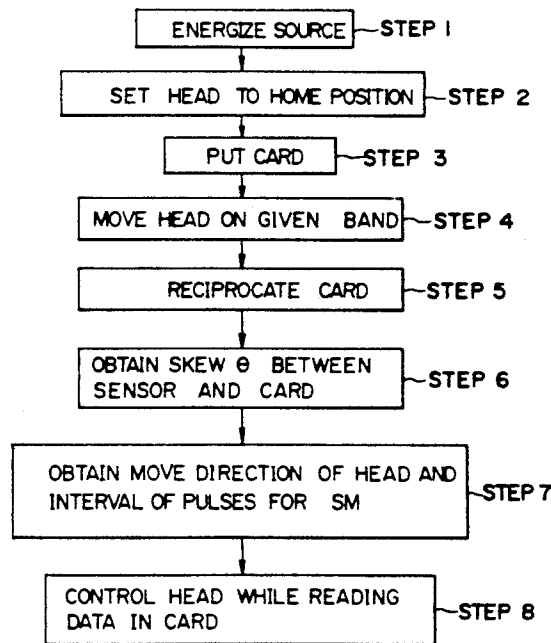 ENERGIZE SOURCE STEP 1
SET HEAD TO HOME POSITION STEP 2
PUT CARD STEP 3
MOVE HEAD ON GIVEN BAND STEP 4
RECIPROCATE CARD STEP 5
OBTAIN SKEW θ BETWEEN
SENSOR AND CARD STEP 6
OBTAIN MOVE DIRECTION OF HEAD AND
INTERVAL OF PULSES FOR SM STEP 7
CONTROL HEAD WHILE READING
DATA IN CARD STEP 8